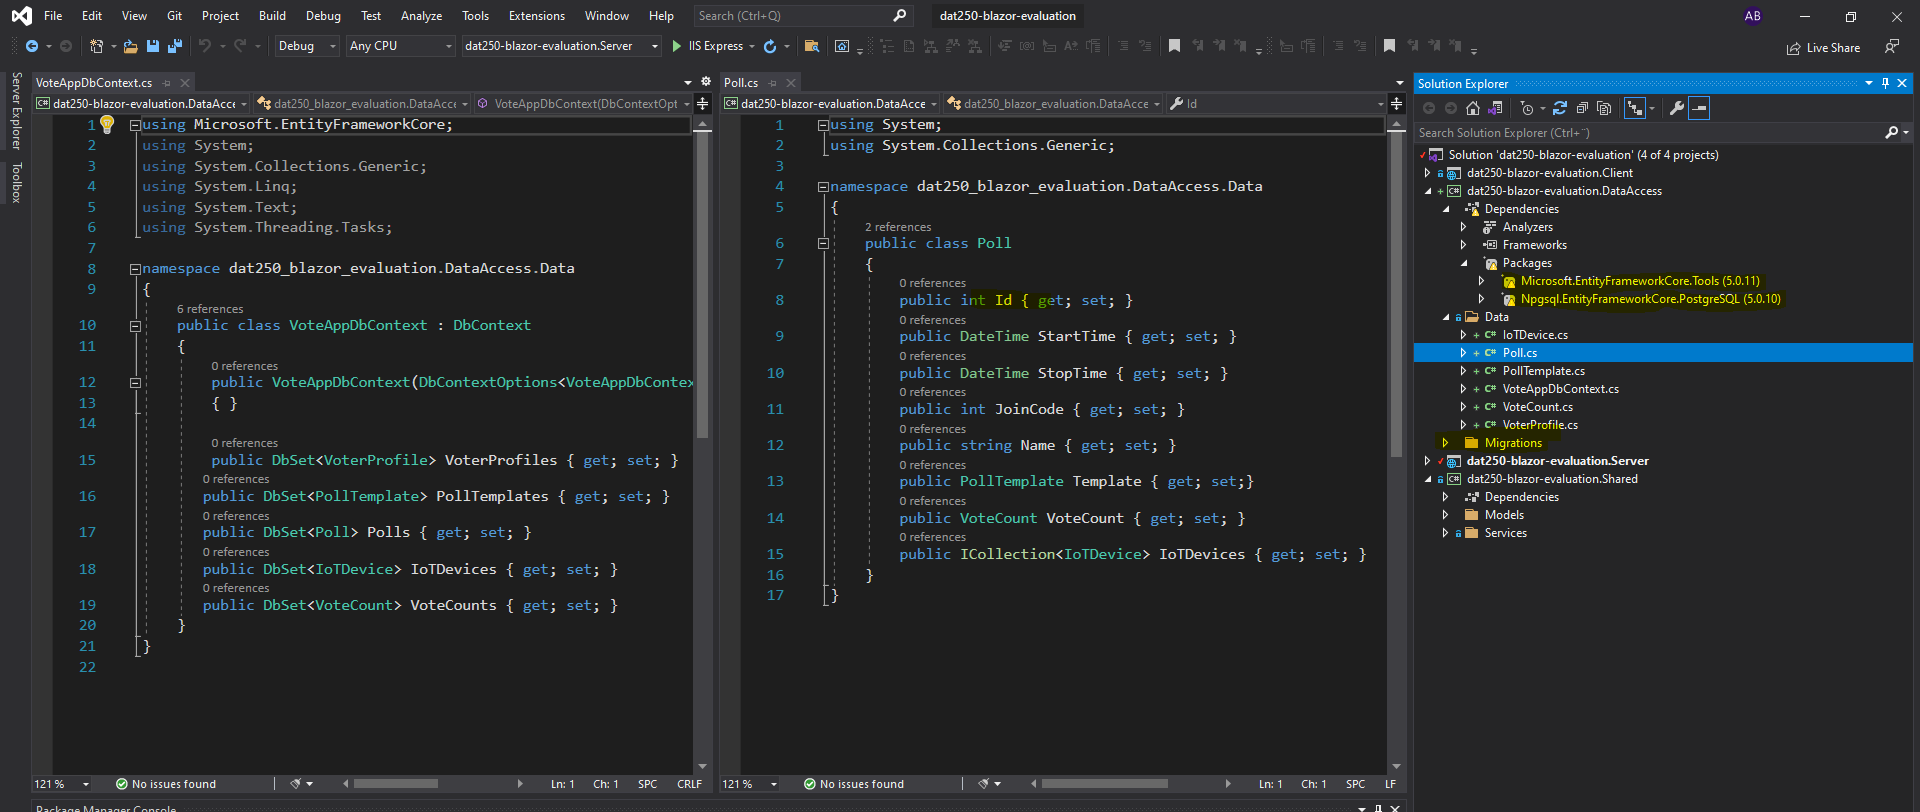 File Edit View Git Project Build Debug Test Analyze Tools Extensions Window Help Search (Ctrl+Q) dat250-blazor-evaluation AB
Debug Any CPU dat250-blazor-evaluation.Server IIS Express Live Share
Server Explorer
Toolbox
VoteAppDbContext.cs
dat250-blazor-evaluation.DataAcce dat250_blazor_evaluation.DataAcce VoteAppDbContext(DbContextOpt
1 using Microsoft.EntityFrameworkCore;
2 using System;
3 using System.Collections.Generic;
4 using System.Linq;
5 using System.Text;
6 using System.Threading.Tasks;
7
8 namespace dat250_blazor_evaluation.DataAccess.Data
9 {
6 references
10 public class VoteAppDbContext : DbContext
11 {
0 references
12 public VoteAppDbContext(DbContextOptions<VoteAppDbContex
13 { }
14
0 references
15 public DbSet<VoterProfile> VoterProfiles { get; set; }
0 references
16 public DbSet<PollTemplate> PollTemplates { get; set; }
0 references
17 public DbSet<Poll> Polls { get; set; }
0 references
18 public DbSet<IoTDevice> IoTDevices { get; set; }
0 references
19 public DbSet<VoteCount> VoteCounts { get; set; }
20 }
21 }
22
121 % No issues found Ln: 1 Ch: 1 SPC CRLF
Poll.cs
dat250-blazor-evaluation.DataAcce dat250_blazor_evaluation.DataAcce Id
1 using System;
2 using System.Collections.Generic;
3
4 namespace dat250_blazor_evaluation.DataAccess.Data
5 {
2 references
6 public class Poll
7 {
0 references
8 public int Id { get; set; }
0 references
9 public DateTime StartTime { get; set; }
0 references
10 public DateTime StopTime { get; set; }
0 references
11 public int JoinCode { get; set; }
0 references
12 public string Name { get; set; }
0 references
13 public PollTemplate Template { get; set;}
0 references
14 public VoteCount VoteCount { get; set; }
0 references
15 public ICollection<IoTDevice> IoTDevices { get; set; }
16 }
17 }
121 % No issues found Ln: 1 Ch: 1 SPC LF
Solution Explorer
Search Solution Explorer (Ctrl+¨)
Solution 'dat250-blazor-evaluation' (4 of 4 projects)
dat250-blazor-evaluation.Client
dat250-blazor-evaluation.DataAccess
Dependencies
Analyzers
Frameworks
Packages
Microsoft.EntityFrameworkCore.Tools (5.0.11)
Npgsql.EntityFrameworkCore.PostgreSQL (5.0.10)
Data
IoTDevice.cs
Poll.cs
PollTemplate.cs
VoteAppDbContext.cs
VoteCount.cs
VoterProfile.cs
Migrations
dat250-blazor-evaluation.Server
dat250-blazor-evaluation.Shared
Dependencies
Models
Services
Package Manager Console